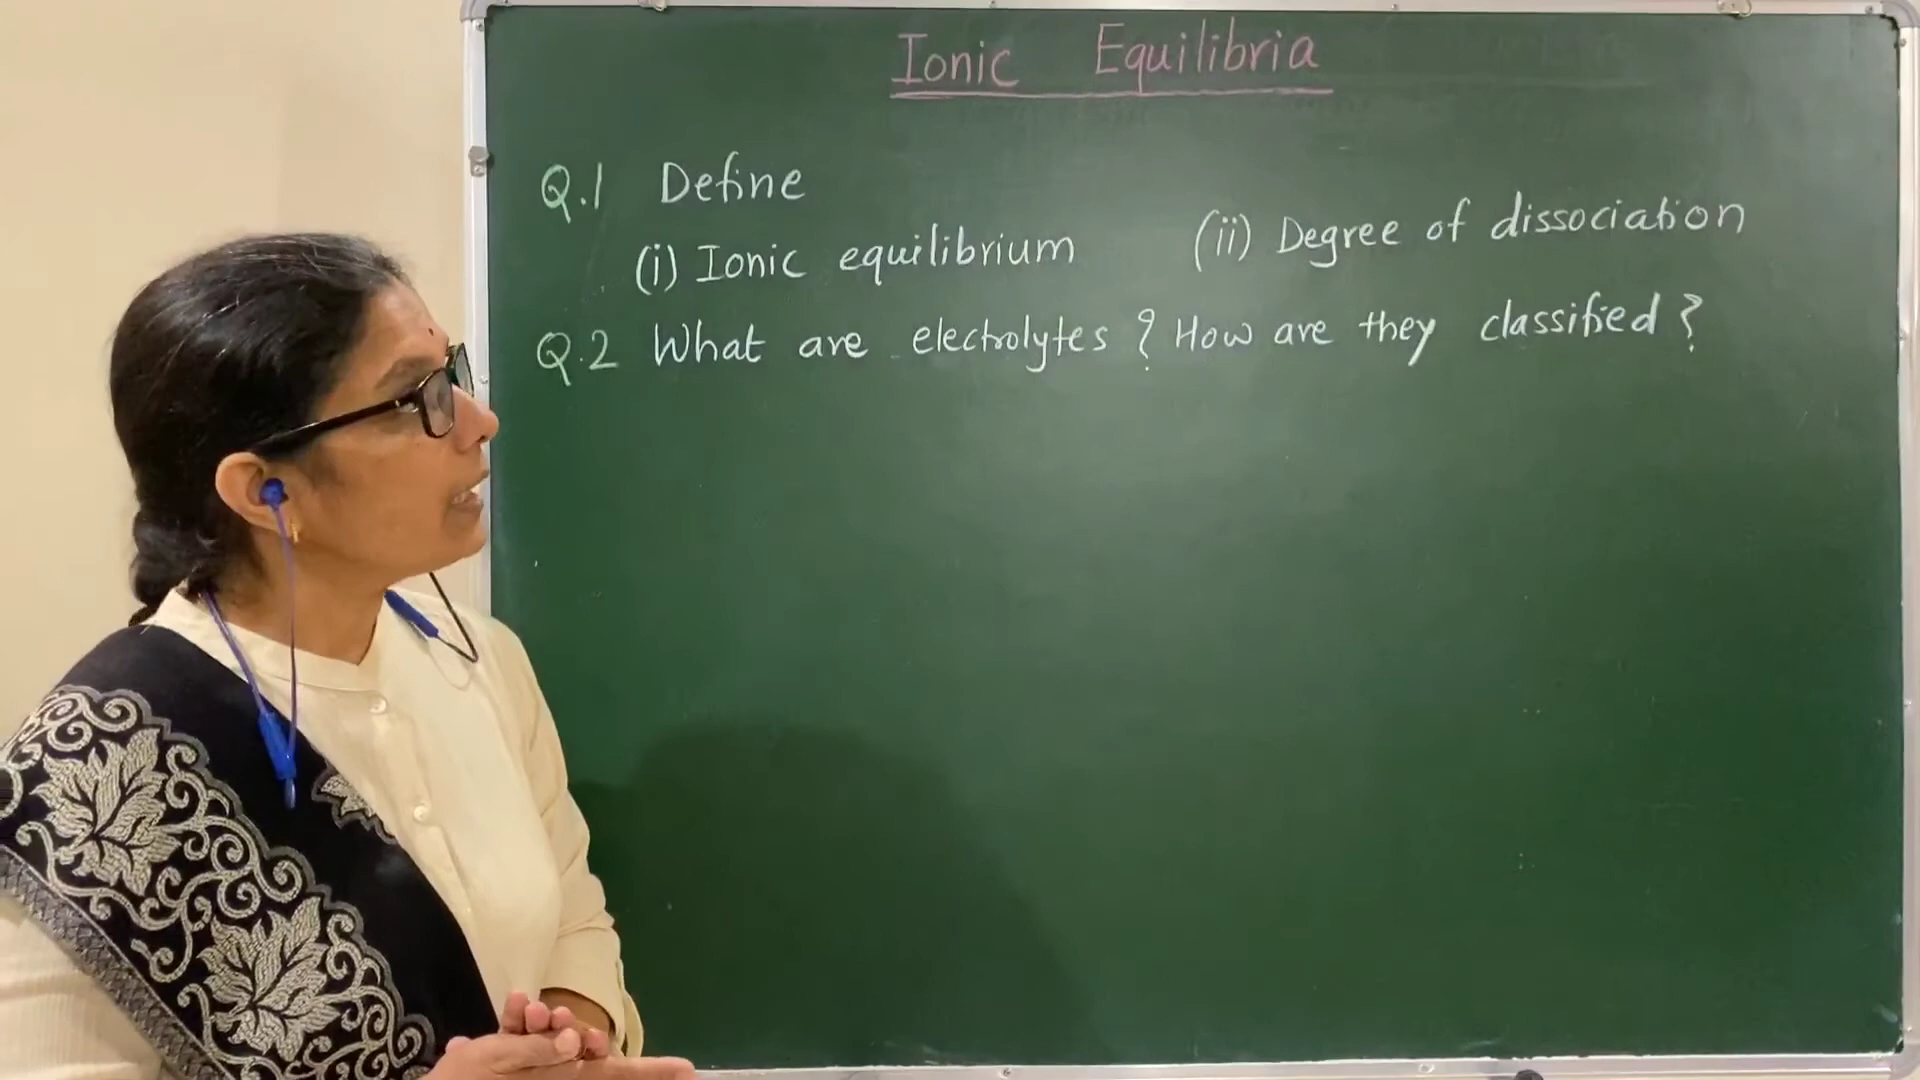 Ionic Equilibria
Q.1 Define
(i) Ionic equilibrium (ii) Degree of dissociation
Q.2 What are electrolytes ? How are they classified ?